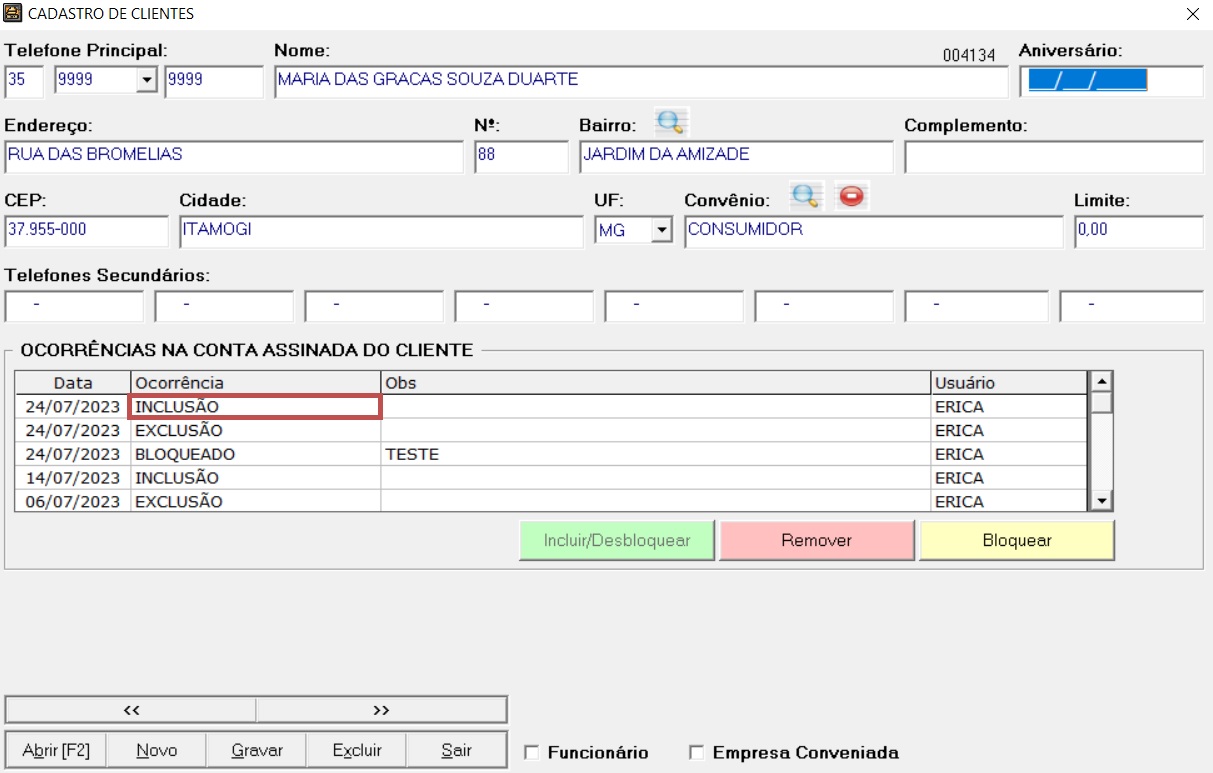 CADASTRO DE CLIENTES
Telefone Principal: Nome: 004134 Aniversário:
35 9999 9999 MARIA DAS GRACAS SOUZA DUARTE __/__/____
Endereço: Nº: Bairro: Complemento:
RUA DAS BROMELIAS 88 JARDIM DA AMIZADE
CEP: Cidade: UF: Convênio: Limite:
37.955-000 ITAMOGI MG CONSUMIDOR 0,00
Telefones Secundários:
- - - - - - - -
OCORRÊNCIAS NA CONTA ASSINADA DO CLIENTE
Data Ocorrência Obs Usuário
24/07/2023 INCLUSÃO ERICA
24/07/2023 EXCLUSÃO ERICA
24/07/2023 BLOQUEADO TESTE ERICA
14/07/2023 INCLUSÃO ERICA
06/07/2023 EXCLUSÃO ERICA
Incluir/Desbloquear Remover Bloquear
<< >>
Abrir [F2] Novo Gravar Excluir Sair Funcionário Empresa Conveniada